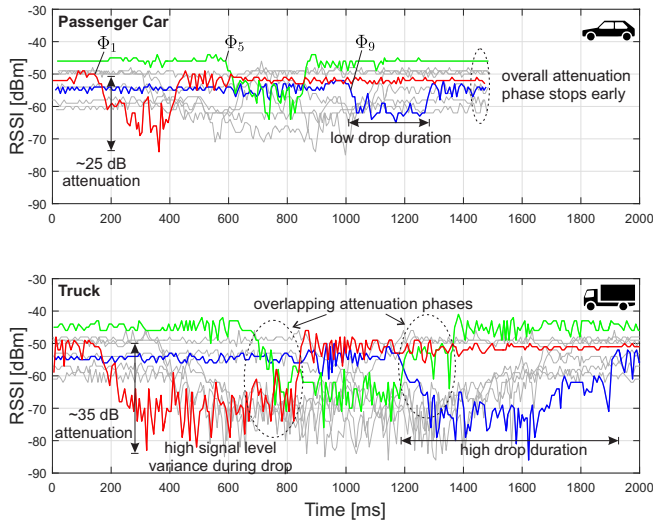 Passenger Car
-30
-40
-50
-60
-70
-80
-90
RSSI [dBm]
Φ1
Φ5
Φ9
overall attenuation
phase stops early
low drop duration
~25 dB
attenuation
0 200 400 600 800 1000 1200 1400 1600 1800 2000
Truck
-30
-40
-50
-60
-70
-80
-90
RSSI [dBm]
overlapping attenuation phases
~35 dB
attenuation
high signal level
variance during drop
high drop duration
0 200 400 600 800 1000 1200 1400 1600 1800 2000
Time [ms]